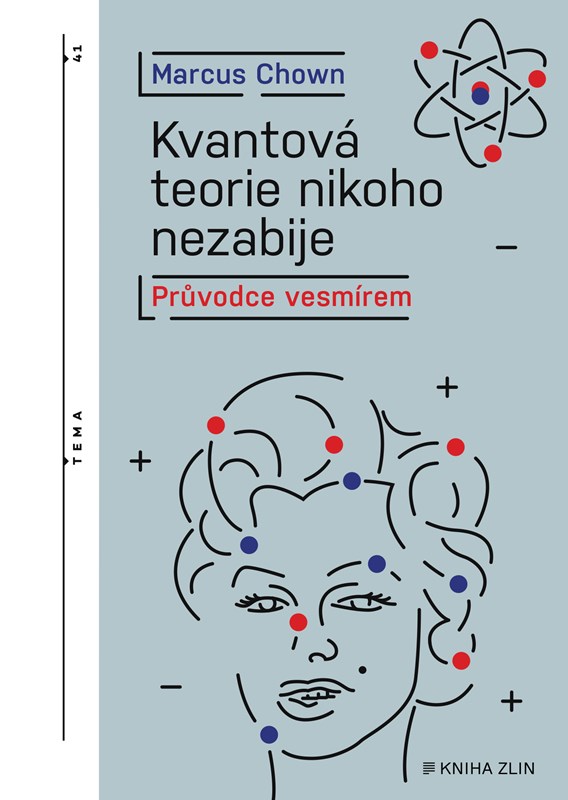 41
TEMA
Marcus Chown
Kvantová
teorie nikoho
nezabije
Průvodce vesmírem
KNIHA ZLIN